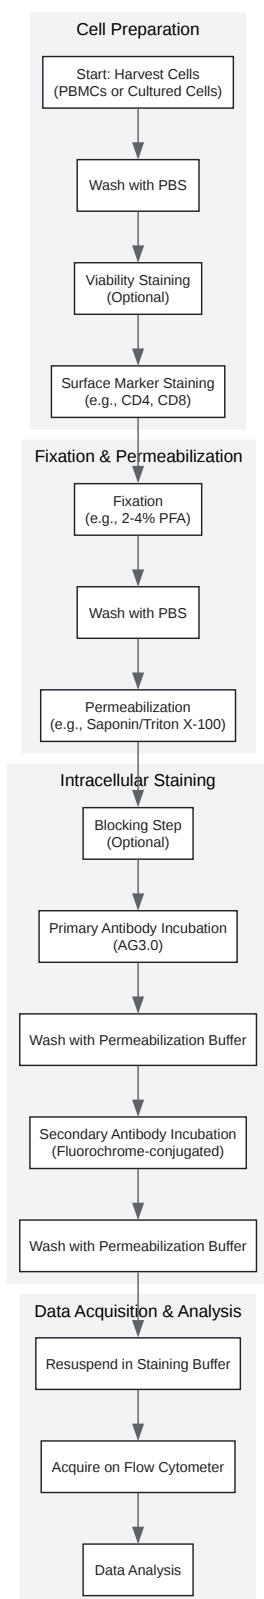 Cell Preparation
Start: Harvest Cells
(PBMCs or Cultured Cells)
Wash with PBS
Viability Staining
(Optional)
Surface Marker Staining
(e.g., CD4, CD8)
Fixation & Permeabilization
Fixation
(e.g., 2-4% PFA)
Wash with PBS
Permeabilization
(e.g., Saponin/Triton X-100)
Intracellular Staining
Blocking Step
(Optional)
Primary Antibody Incubation
(AG3.0)
Wash with Permeabilization Buffer
Secondary Antibody Incubation
(Fluorochrome-conjugated)
Wash with Permeabilization Buffer
Data Acquisition & Analysis
Resuspend in Staining Buffer
Acquire on Flow Cytometer
Data Analysis